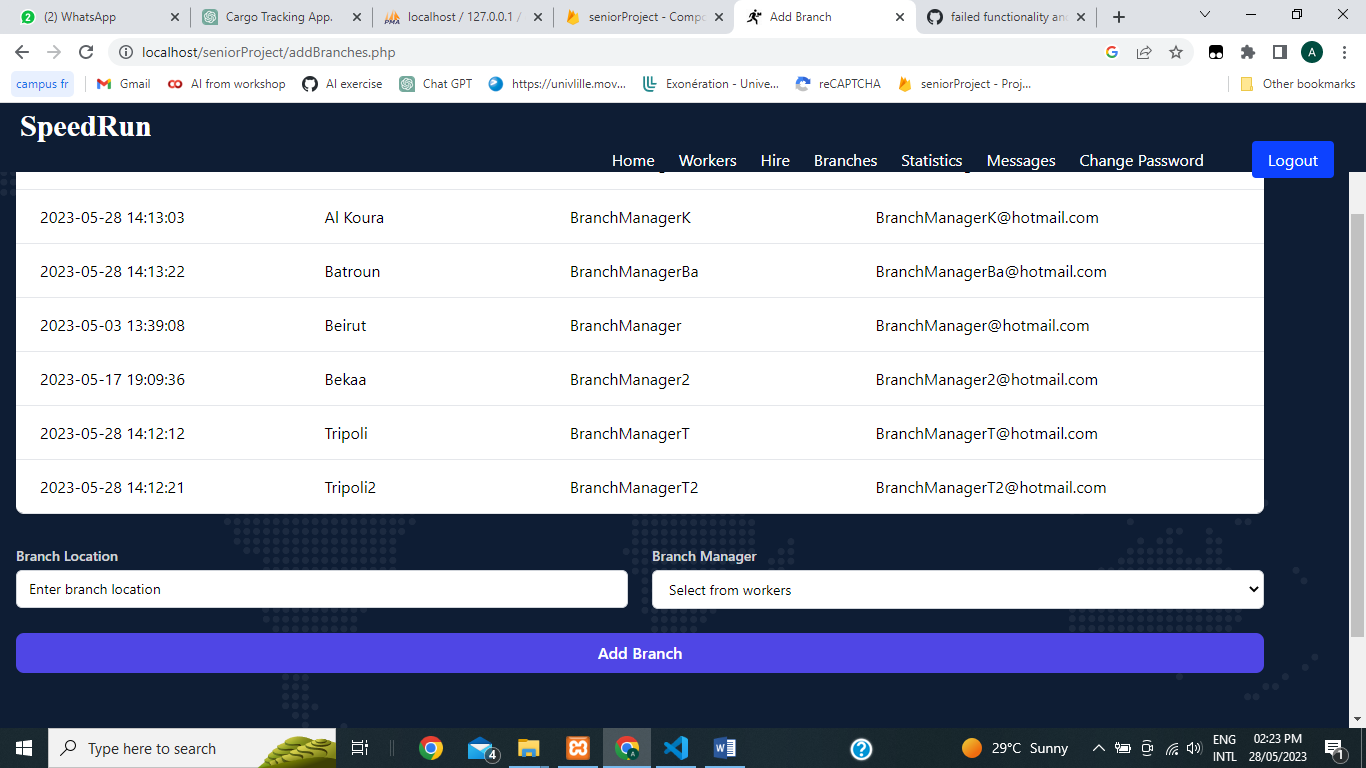 (2) WhatsApp
Cargo Tracking App.
localhost / 127.0.0.1 /
seniorProject - Compo
Add Branch
failed functionality and
localhost/seniorProject/addBranches.php
A
campus fr
Gmail
AI from workshop
AI exercise
Chat GPT
https://univlille.mov...
Exonération - Unive...
reCAPTCHA
seniorProject - Proj...
Other bookmarks
SpeedRun
Home Workers Hire Branches Statistics Messages Change Password Logout
2023-05-28 14:13:03 Al Koura BranchManagerK BranchManagerK@hotmail.com
2023-05-28 14:13:22 Batroun BranchManagerBa BranchManagerBa@hotmail.com
2023-05-03 13:39:08 Beirut BranchManager BranchManager@hotmail.com
2023-05-17 19:09:36 Bekaa BranchManager2 BranchManager2@hotmail.com
2023-05-28 14:12:12 Tripoli BranchManagerT BranchManagerT@hotmail.com
2023-05-28 14:12:21 Tripoli2 BranchManagerT2 BranchManagerT2@hotmail.com
Branch Location Branch Manager
Enter branch location Select from workers
Add Branch
Type here to search
4
29°C Sunny
ENG
INTL
02:23 PM
28/05/2023
1